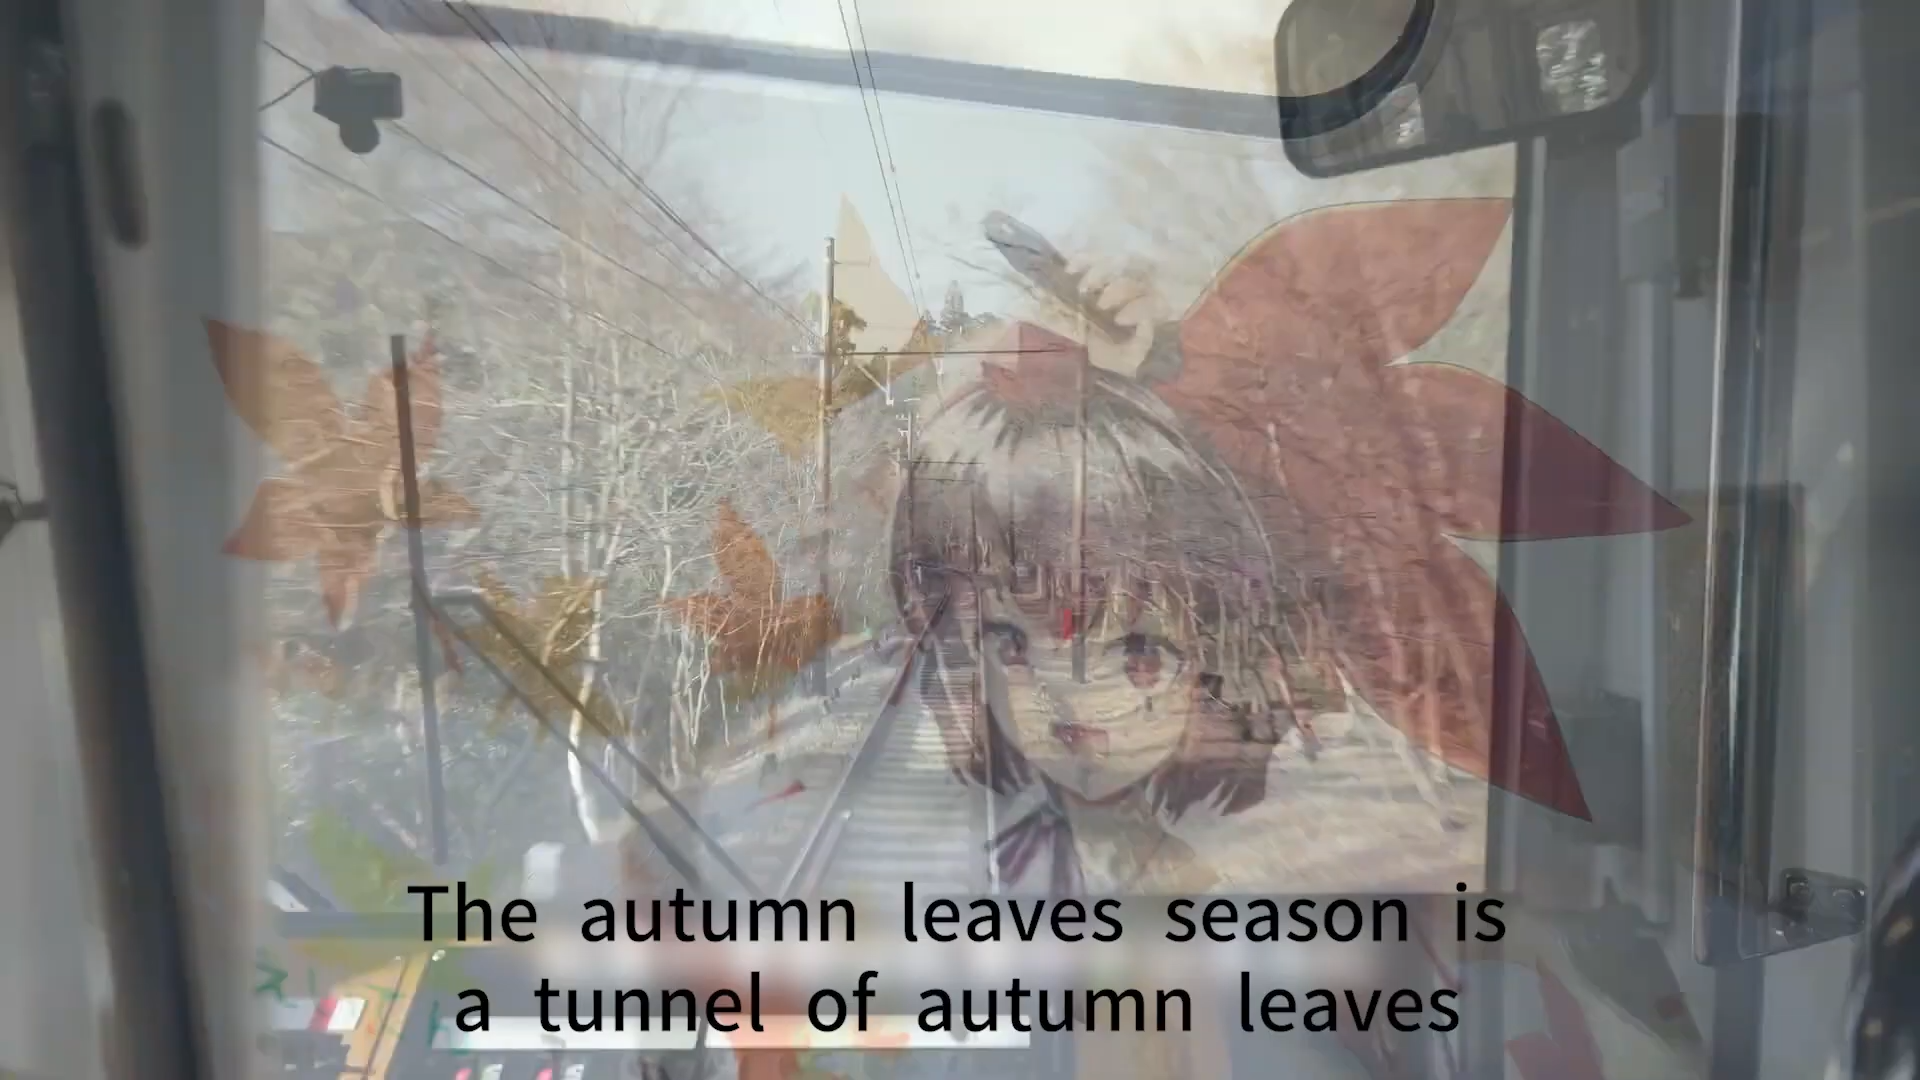 The autumn leaves season is
a tunnel of autumn leaves